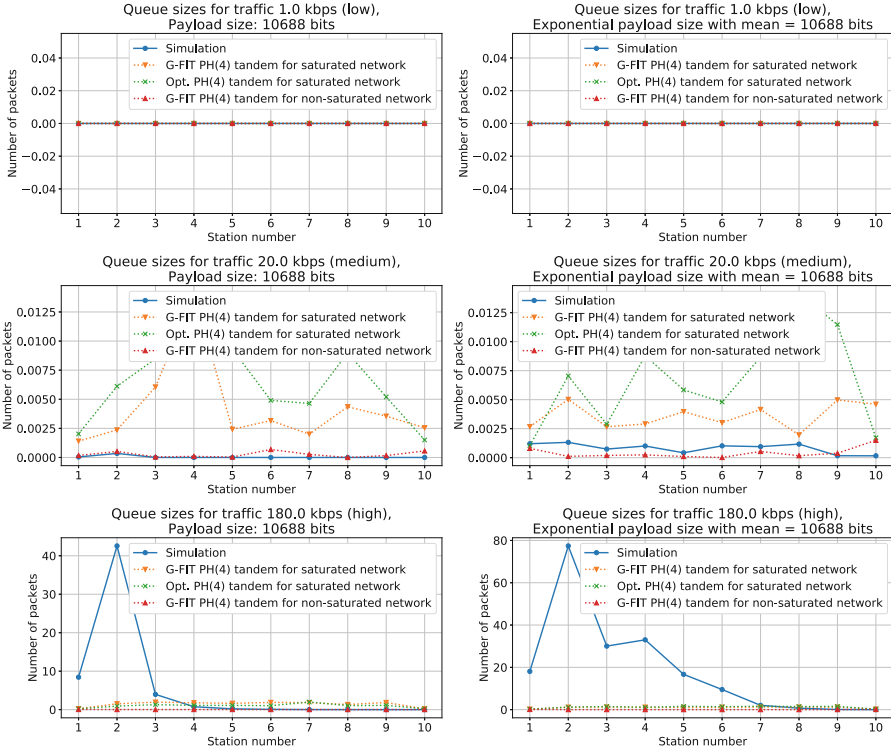 Queue sizes for traffic 1.0 kbps (low),
Payload size: 10688 bits
Number of packets
0.04
0.02
0.00
−0.02
−0.04
Simulation
G-FIT PH(4) tandem for saturated network
Opt. PH(4) tandem for saturated network
G-FIT PH(4) tandem for non-saturated network
1 2 3 4 5 6 7 8 9 10
Station number
Queue sizes for traffic 1.0 kbps (low),
Exponential payload size with mean = 10688 bits
Number of packets
0.04
0.02
0.00
−0.02
−0.04
Simulation
G-FIT PH(4) tandem for saturated network
Opt. PH(4) tandem for saturated network
G-FIT PH(4) tandem for non-saturated network
1 2 3 4 5 6 7 8 9 10
Station number
Queue sizes for traffic 20.0 kbps (medium),
Payload size: 10688 bits
Number of packets
0.0125
0.0100
0.0075
0.0050
0.0025
0.0000
Simulation
G-FIT PH(4) tandem for saturated network
Opt. PH(4) tandem for saturated network
G-FIT PH(4) tandem for non-saturated network
1 2 3 4 5 6 7 8 9 10
Station number
Queue sizes for traffic 20.0 kbps (medium),
Exponential payload size with mean = 10688 bits
Number of packets
0.0125
0.0100
0.0075
0.0050
0.0025
0.0000
Simulation
G-FIT PH(4) tandem for saturated network
Opt. PH(4) tandem for saturated network
G-FIT PH(4) tandem for non-saturated network
1 2 3 4 5 6 7 8 9 10
Station number
Queue sizes for traffic 180.0 kbps (high),
Payload size: 10688 bits
Number of packets
40
30
20
10
0
Simulation
G-FIT PH(4) tandem for saturated network
Opt. PH(4) tandem for saturated network
G-FIT PH(4) tandem for non-saturated network
1 2 3 4 5 6 7 8 9 10
Station number
Queue sizes for traffic 180.0 kbps (high),
Exponential payload size with mean = 10688 bits
Number of packets
80
60
40
20
0
Simulation
G-FIT PH(4) tandem for saturated network
Opt. PH(4) tandem for saturated network
G-FIT PH(4) tandem for non-saturated network
1 2 3 4 5 6 7 8 9 10
Station number